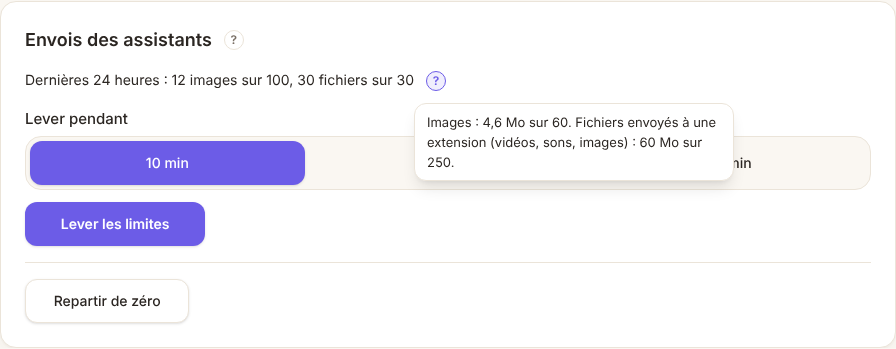 Envois des assistants ?
Dernières 24 heures : 12 images sur 100, 30 fichiers sur 30 ?
Lever pendant
Images : 4,6 Mo sur 60. Fichiers envoyés à une
extension (vidéos, sons, images) : 60 Mo sur
250.
10 min
min
Lever les limites
Repartir de zéro